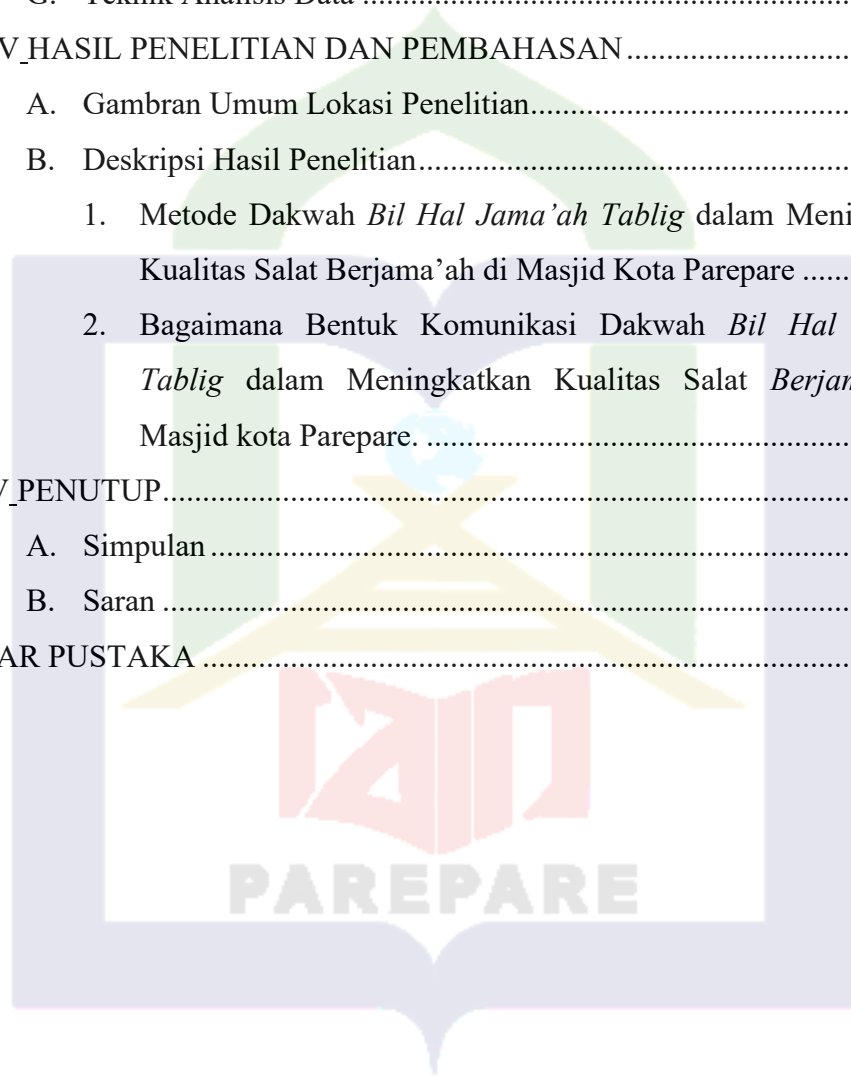 G. Teknik Analisis Data ................................................................
V HASIL PENELITIAN DAN PEMBAHASAN ............................
A. Gambran Umum Lokasi Penelitian........................................
B. Deskripsi Hasil Penelitian......................................................
1. Metode Dakwah Bil Hal Jama’ah Tablig dalam Meni
Kualitas Salat Berjama’ah di Masjid Kota Parepare ......
2. Bagaimana Bentuk Komunikasi Dakwah Bil Hal
Tablig dalam Meningkatkan Kualitas Salat Berjam
Masjid kota Parepare. .....................................................
V PENUTUP.......................................................................................
A. Simpulan .................................................................................
B. Saran .......................................................................................
AR PUSTAKA ..................................................................................
PAREPARE